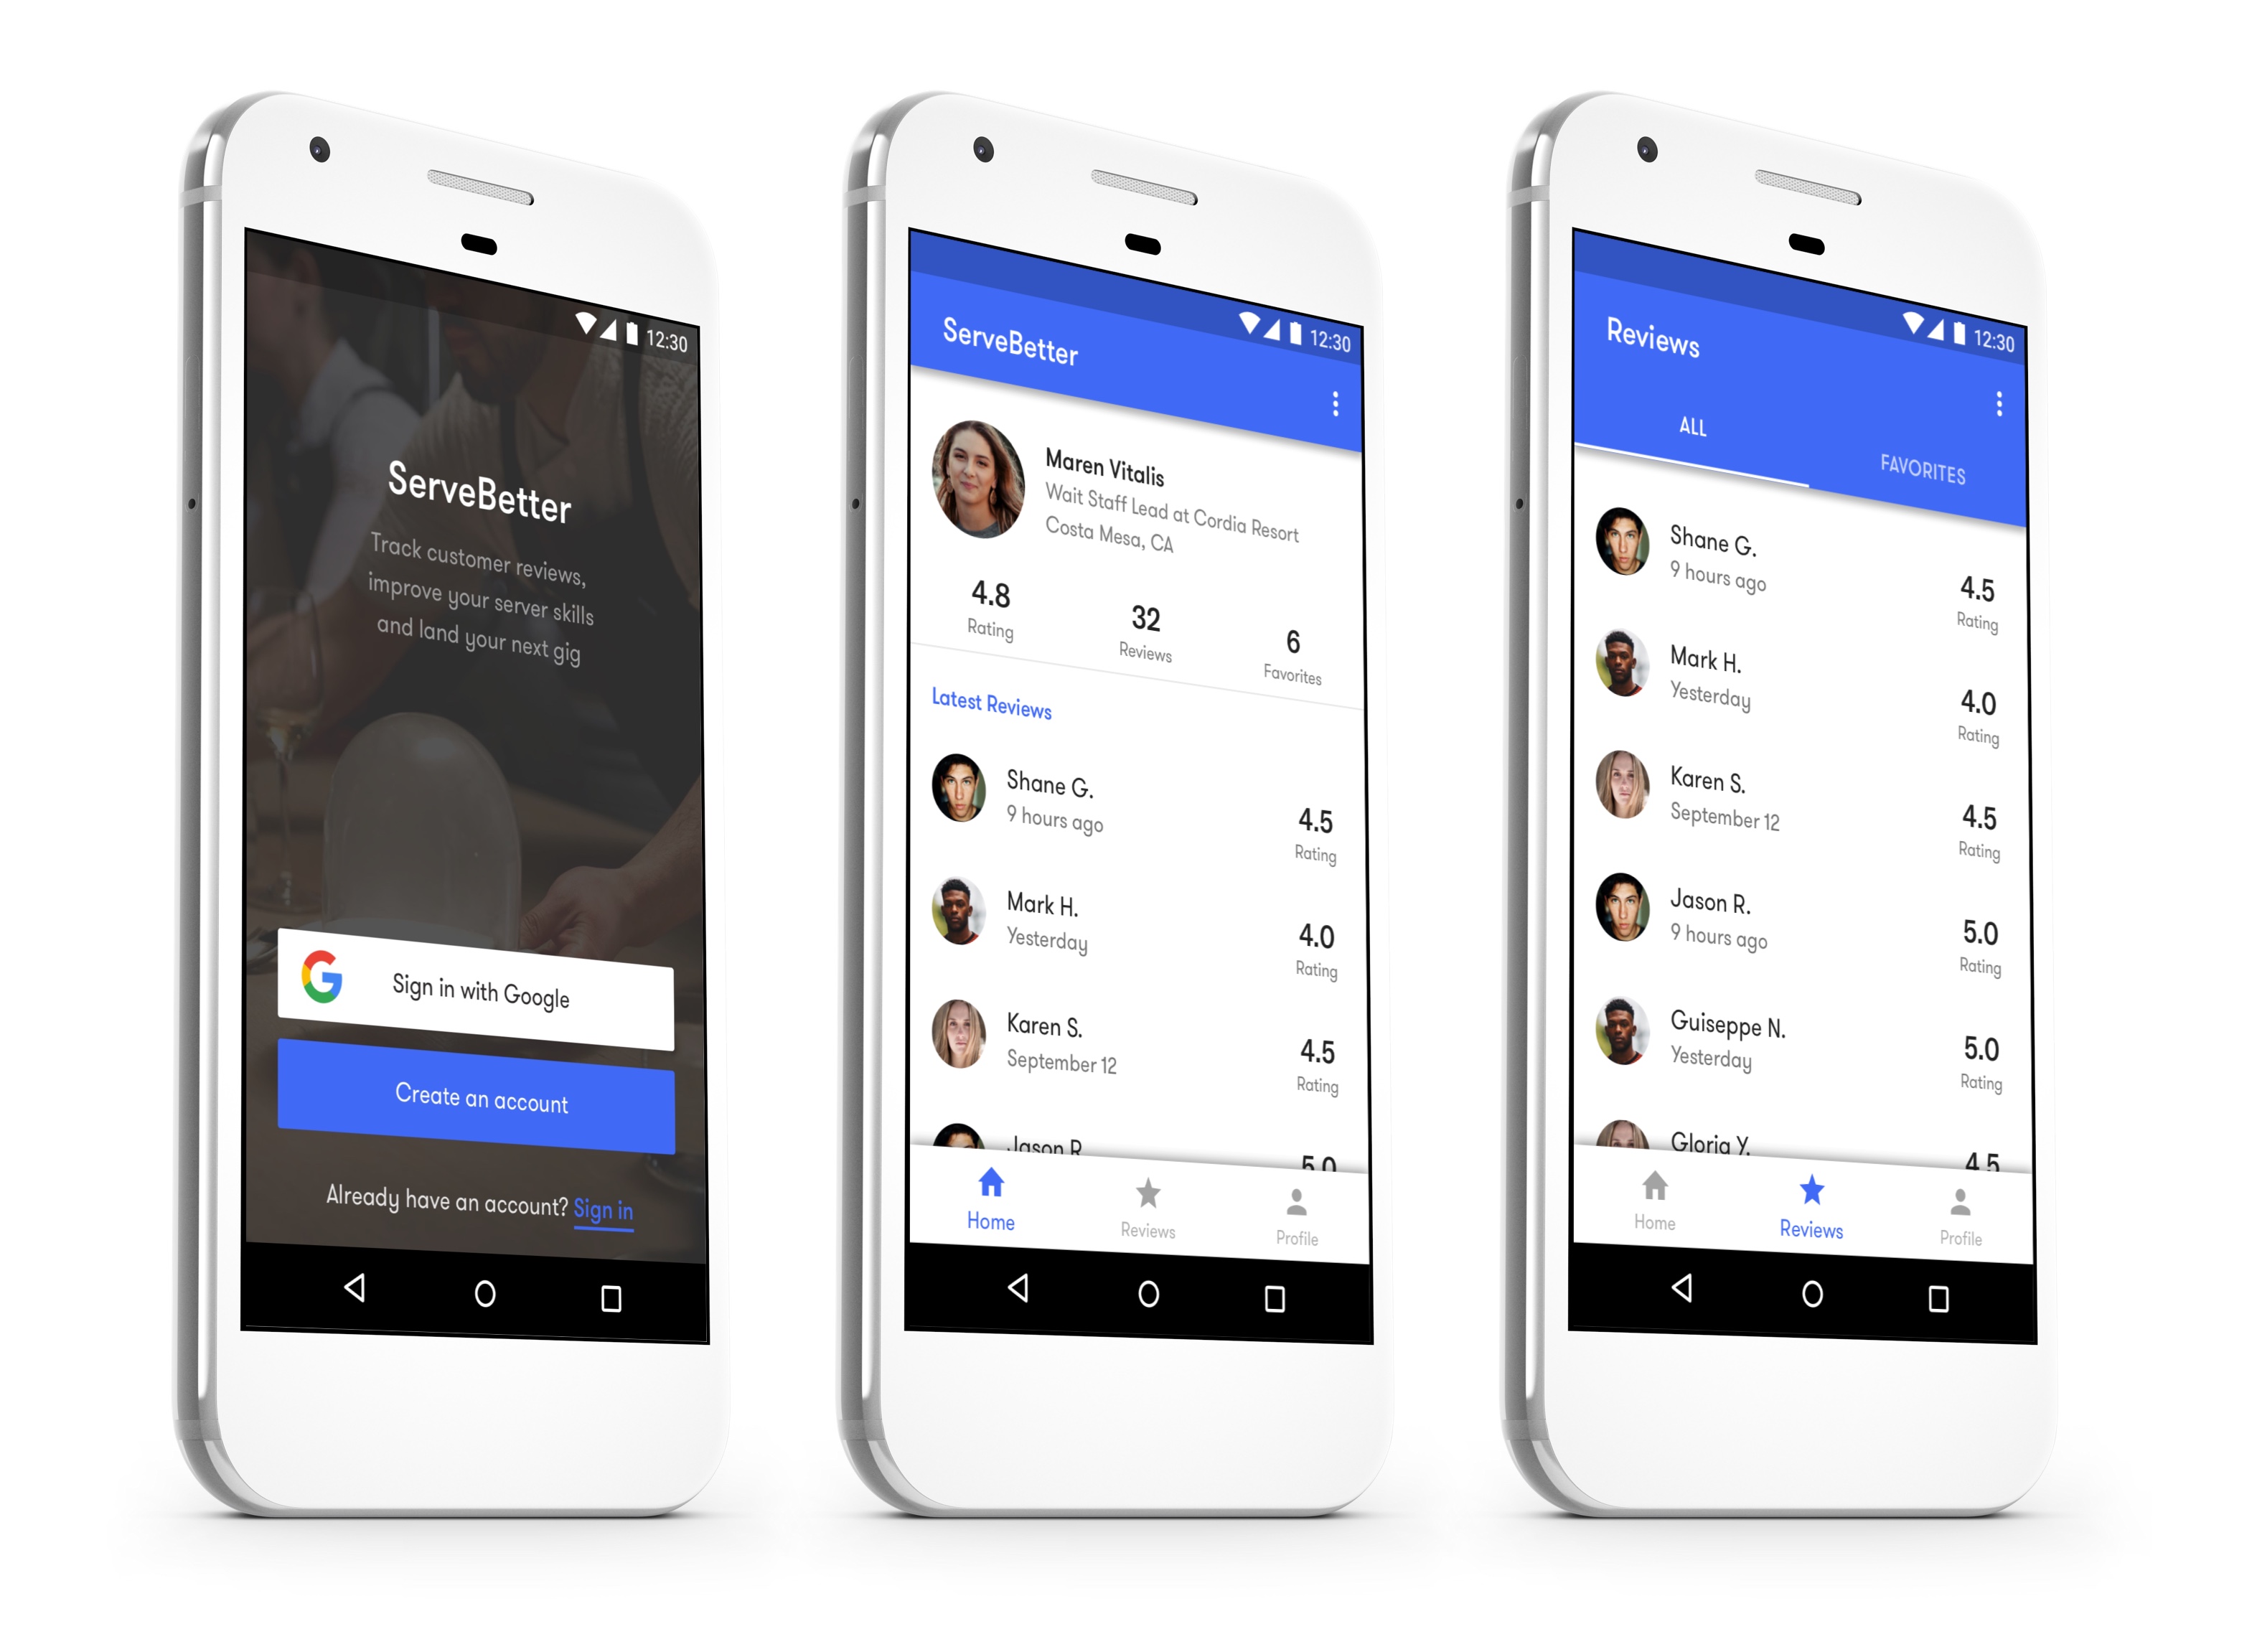 12:30
ServeBetter
Track customer reviews,
improve your server skills
and land your next gig
Sign in with Google
Create an account
Already have an account? Sign in
12:30
ServeBetter
Maren Vitalis
Wait Staff Lead at Cordia Resort
Costa Mesa, CA
4.8
Rating
32
Reviews
6
Favorites
Latest Reviews
Shane G.
9 hours ago
4.5
Rating
Mark H.
Yesterday
4.0
Rating
Karen S.
September 12
4.5
Rating
Jason R.
5.0
Home
Reviews
Profile
12:30
Reviews
ALL
FAVORITES
Shane G.
9 hours ago
4.5
Rating
Mark H.
Yesterday
4.0
Rating
Karen S.
September 12
4.5
Rating
Jason R.
9 hours ago
5.0
Rating
Guiseppe N.
Yesterday
5.0
Rating
Gloria Y.
4.5
Home
Reviews
Profile